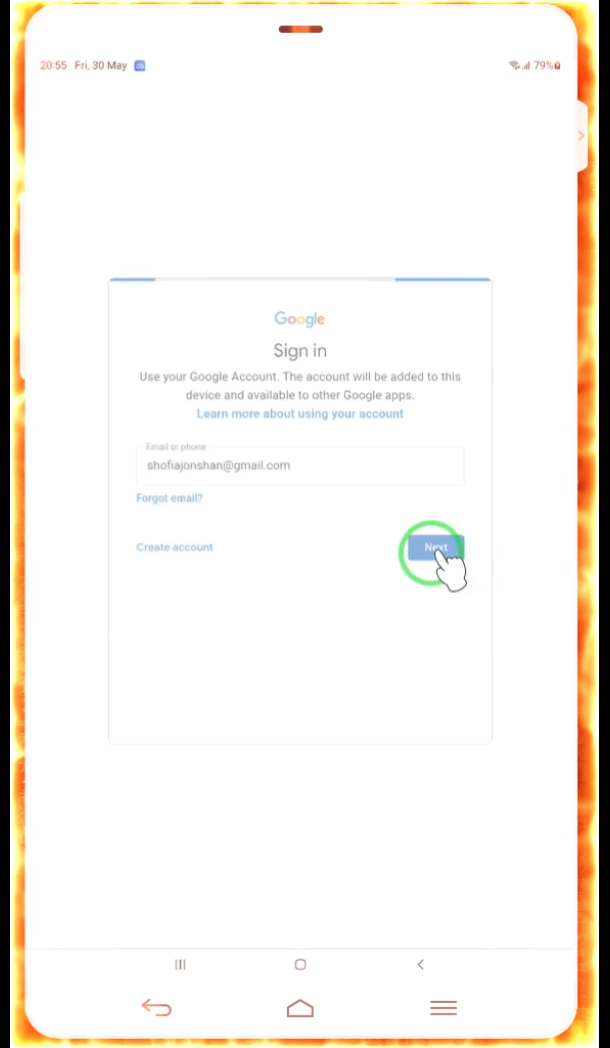 20:55 Fri, 30 May
79%
Google
Sign in
Use your Google Account. The account will be added to this
device and available to other Google apps.
Learn more about using your account
Email or phone
shofiajonshan@gmail.com
Forgot email?
Create account
Next